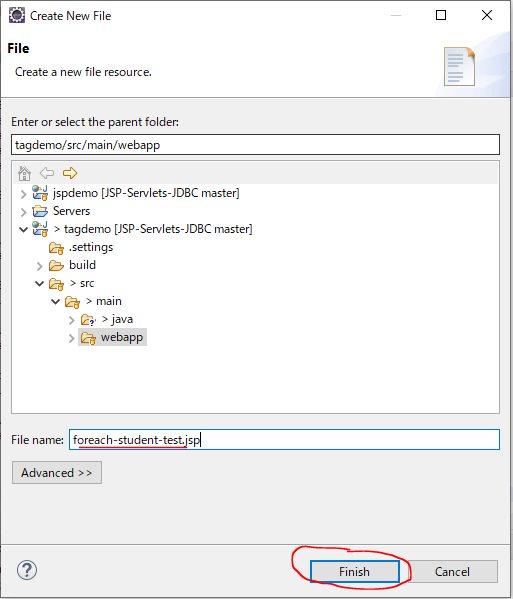 Create New File
File
Create a new file resource.
Enter or select the parent folder:
tagdemo/src/main/webapp
jspdemo [JSP-Servlets-JDBC master]
Servers
> tagdemo [JSP-Servlets-JDBC master]
.settings
build
> src
> main
> java
webapp
File name: foreach-student-test.jsp
Advanced >>
? Finish Cancel